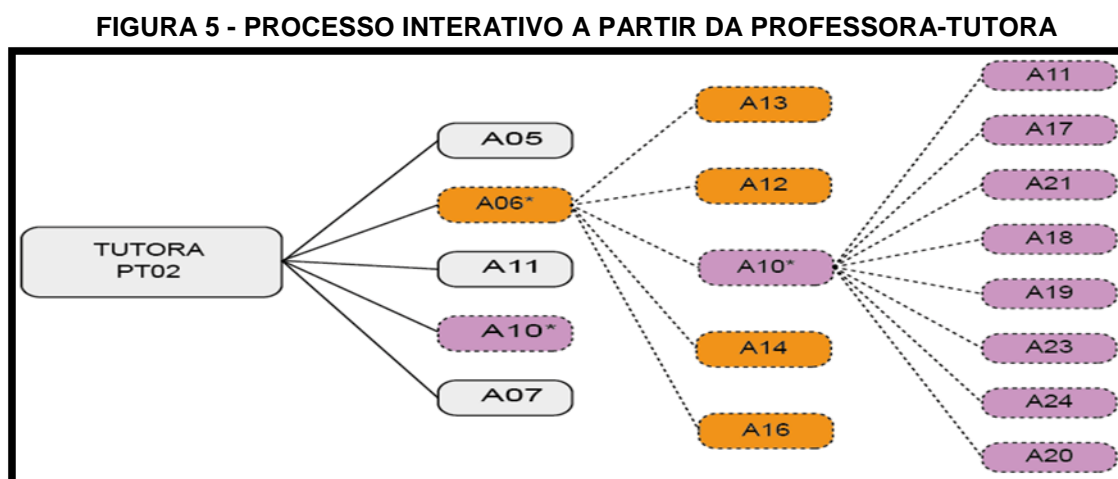 FIGURA 5 - PROCESSO INTERATIVO A PARTIR DA PROFESSORA-TUTORA
TUTORA
PT02
A05
A06*
A11
A10*
A07
A13
A12
A10*
A14
A16
A11
A17
A21
A18
A19
A23
A24
A20